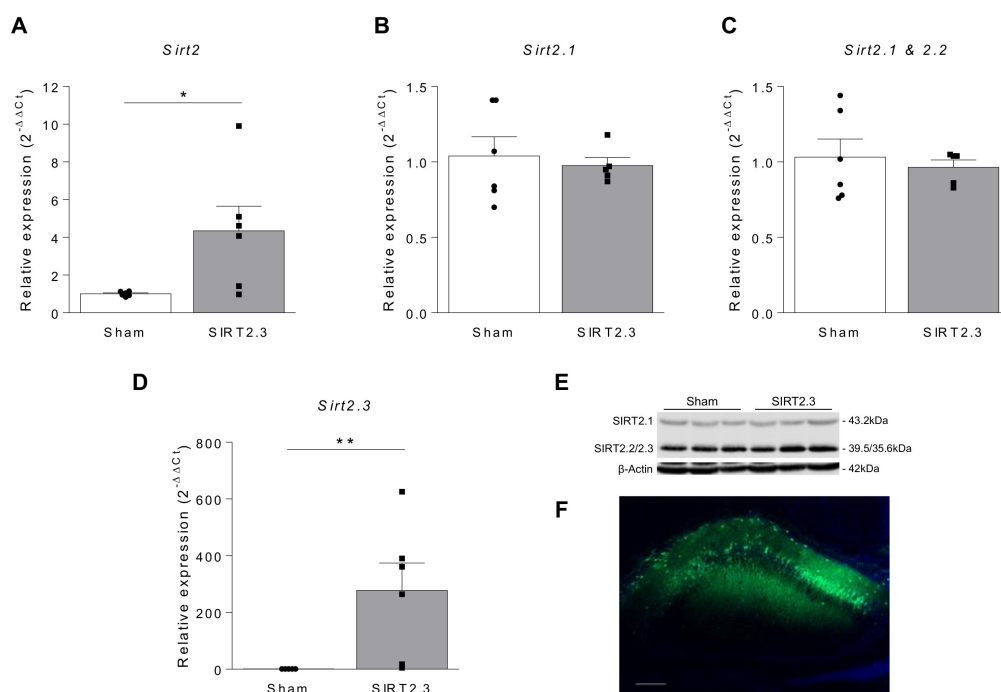 A
Sirt2
Relative expression (2^-ΔΔCt)
12
10
8
6
4
2
0
*
Sham
SIRT2.3
B
Sirt2.1
Relative expression (2^-ΔΔCt)
1.5
1.0
0.5
0.0
Sham
SIRT2.3
C
Sirt2.1 & 2.2
Relative expression (2^-ΔΔCt)
1.5
1.0
0.5
0.0
Sham
SIRT2.3
D
Sirt2.3
Relative expression (2^-ΔΔCt)
800
600
400
200
0
**
Sham
SIRT2.3
E
Sham SIRT2.3
SIRT2.1 - 43.2kDa
SIRT2.2/2.3 - 39.5/35.6kDa
β-Actin - 42kDa
F